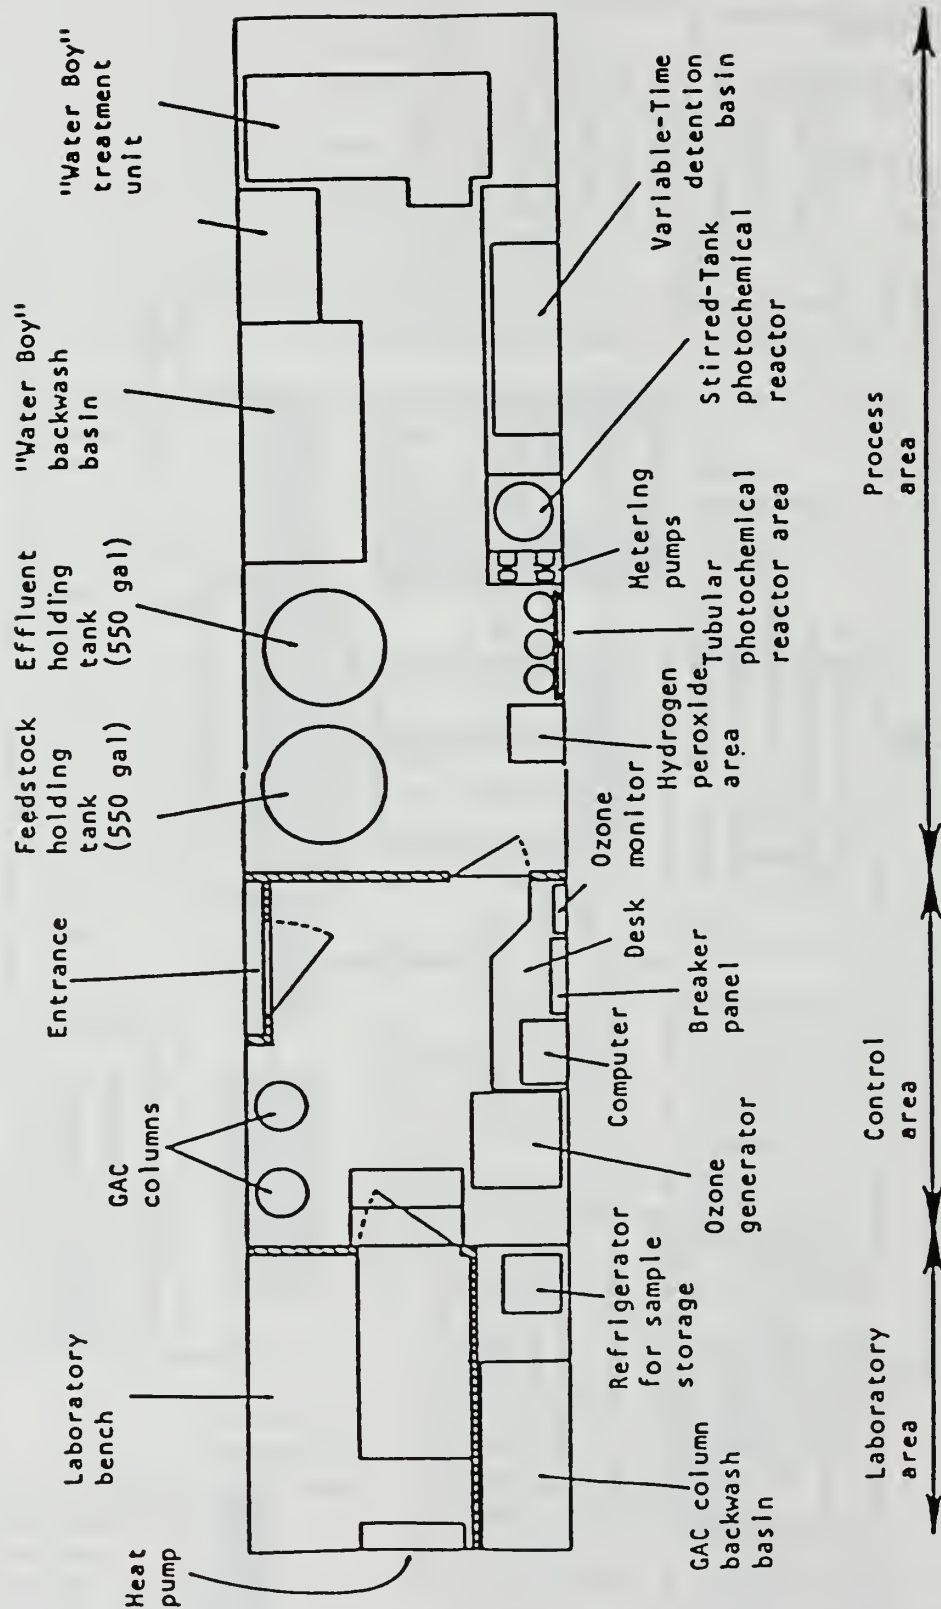 Heat
pump
Laboratory
bench
GAC
columns
Entrance
Feedstock
holding
tank
(550 gal)
Effluent
holding
tank
(550 gal)
"Water Boy"
backwash
basin
"Water Boy"
treatment
unit
GAC column
backwash
basin
Refrigerator
for sample
storage
Ozone
generator
Computer
Breaker
panel
Desk
Ozone
monitor
Hydrogen
peroxide
area
Tubular
photochemical
reactor area
Metering
pumps
Stirred-Tank
photochemical
reactor
Variable-Time
detention
basin
Laboratory
area
Control
area
Process
area